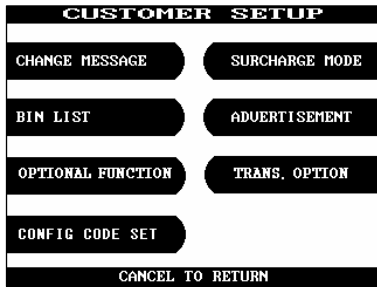 CUSTOMER SETUP
CHANGE MESSAGE
SURCHARGE MODE
BIN LIST
ADVERTISEMENT
OPTIONAL FUNCTION
TRANS. OPTION
CONFIG CODE SET
CANCEL TO RETURN